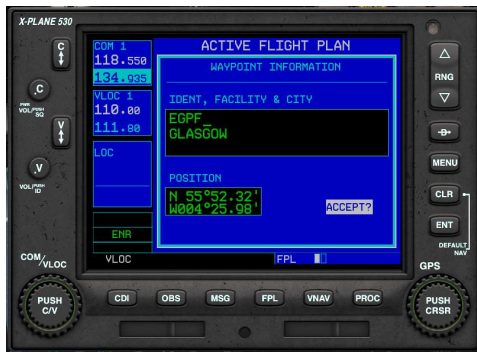 X-PLANE 530
COM 1
118.550
134.935
VLOC 1
110.00
111.80
LOC
ENR
VLOC
ACTIVE FLIGHT PLAN
WAYPOINT INFORMATION
IDENT, FACILITY & CITY
EGPF_
GLASGOW
POSITION
N 55°52.32'
W004°25.98'
ACCEPT?
FPL
C
C
PWR
VOL/PUSH
SQ
V
V
VOL/PUSH
ID
COM/VLOC
PUSH
C/V
RNG
D
MENU
CLR
ENT
DEFAULT
NAV
GPS
PUSH
CRSR
CDI
OBS
MSG
FPL
VNAV
PROC